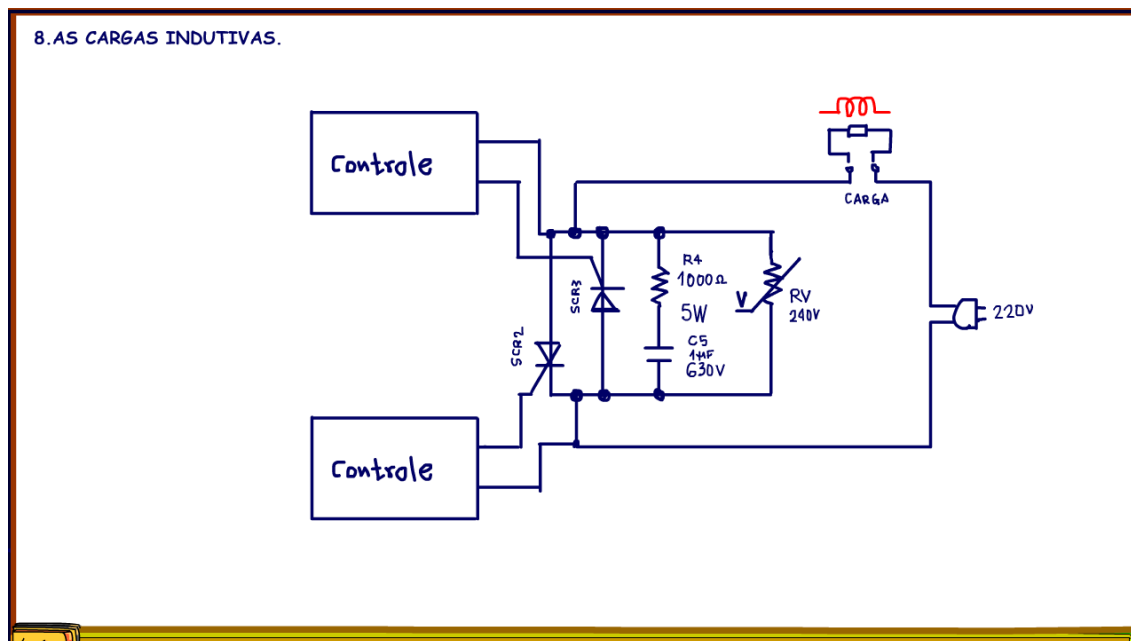 8.AS CARGAS INDUTIVAS.
Controle
CARGA
R4
1000Ω
5W
SCR3
V
RV
240V
220V
SCR2
C5
1μF
630V
Controle